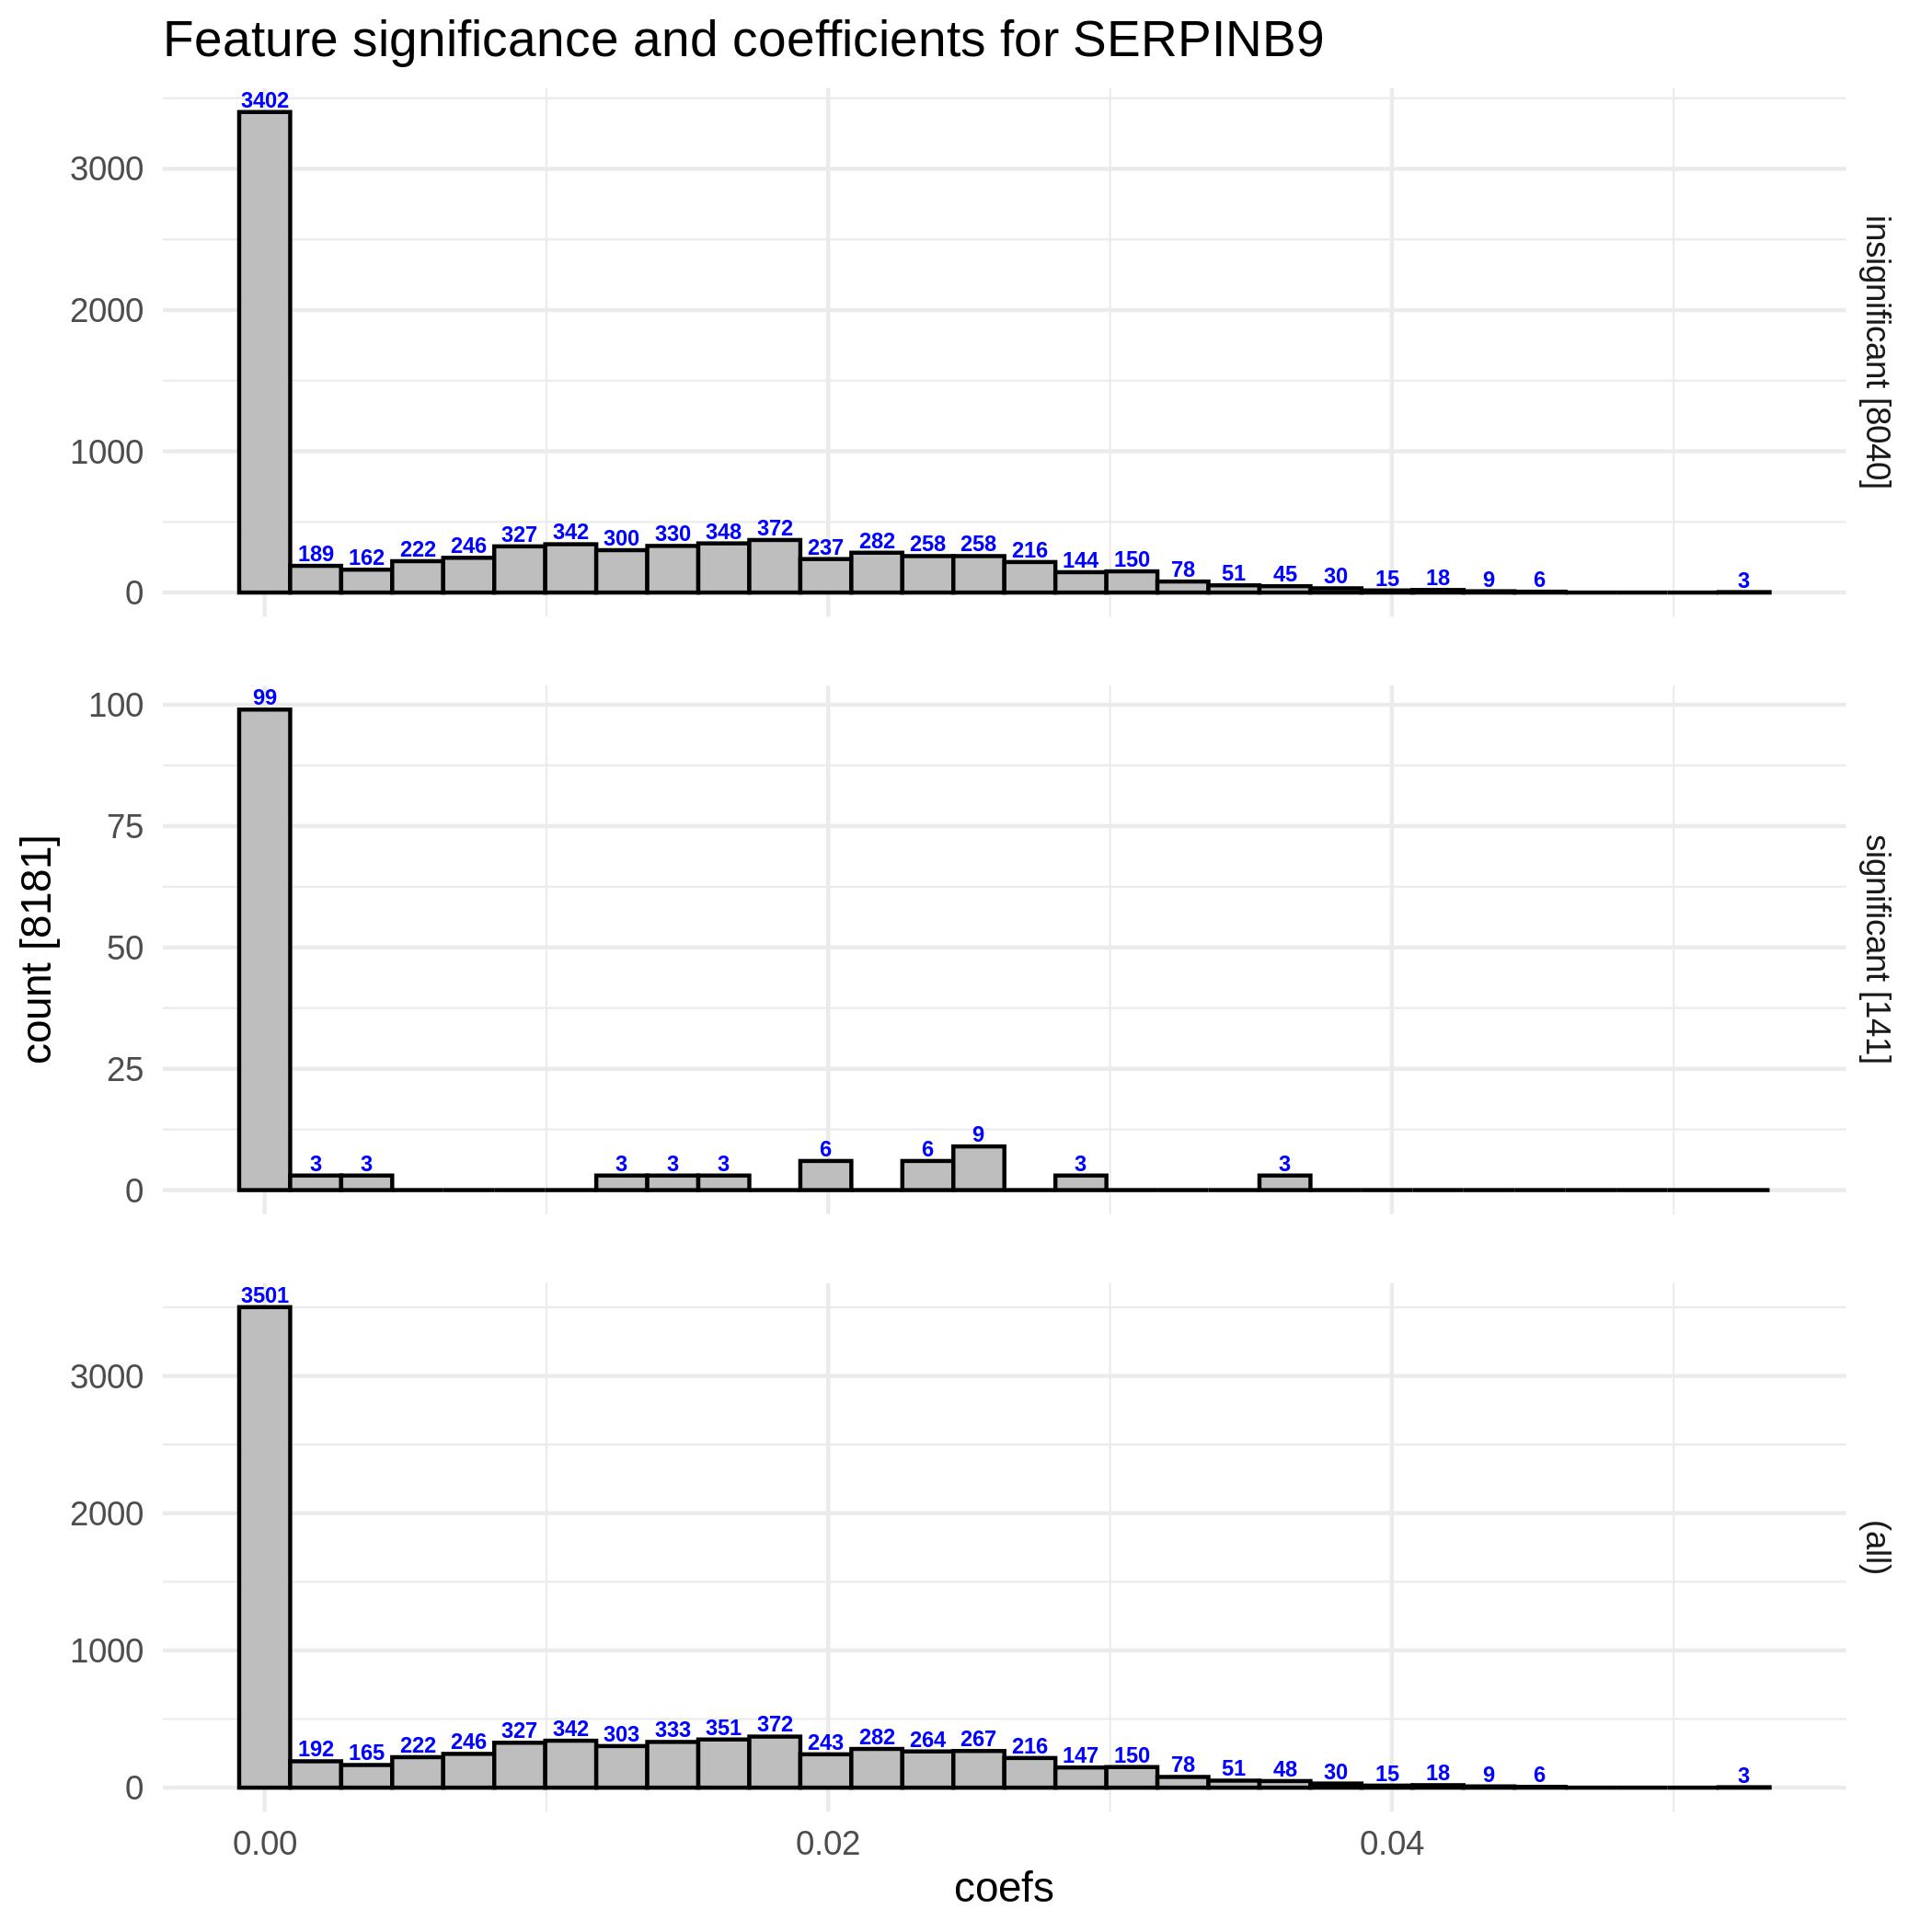 Feature significance and coefficients for SERPINB9
3402
3000
2000
1000
0
189 162 222 246 327 342 300 330 348 372 237 282 258 258 216 144 150 78 51 45 30 15 18 9 6 3
insignificant [8040]
99
100
75
50
25
0
3 3 3 3 3 6 6 9 3 3
significant [141]
count [8181]
3501
3000
2000
1000
0
192 165 222 246 327 342 303 333 351 372 243 282 264 267 216 147 150 78 51 48 30 15 18 9 6 3
(all)
0.00 0.02 0.04
coefs